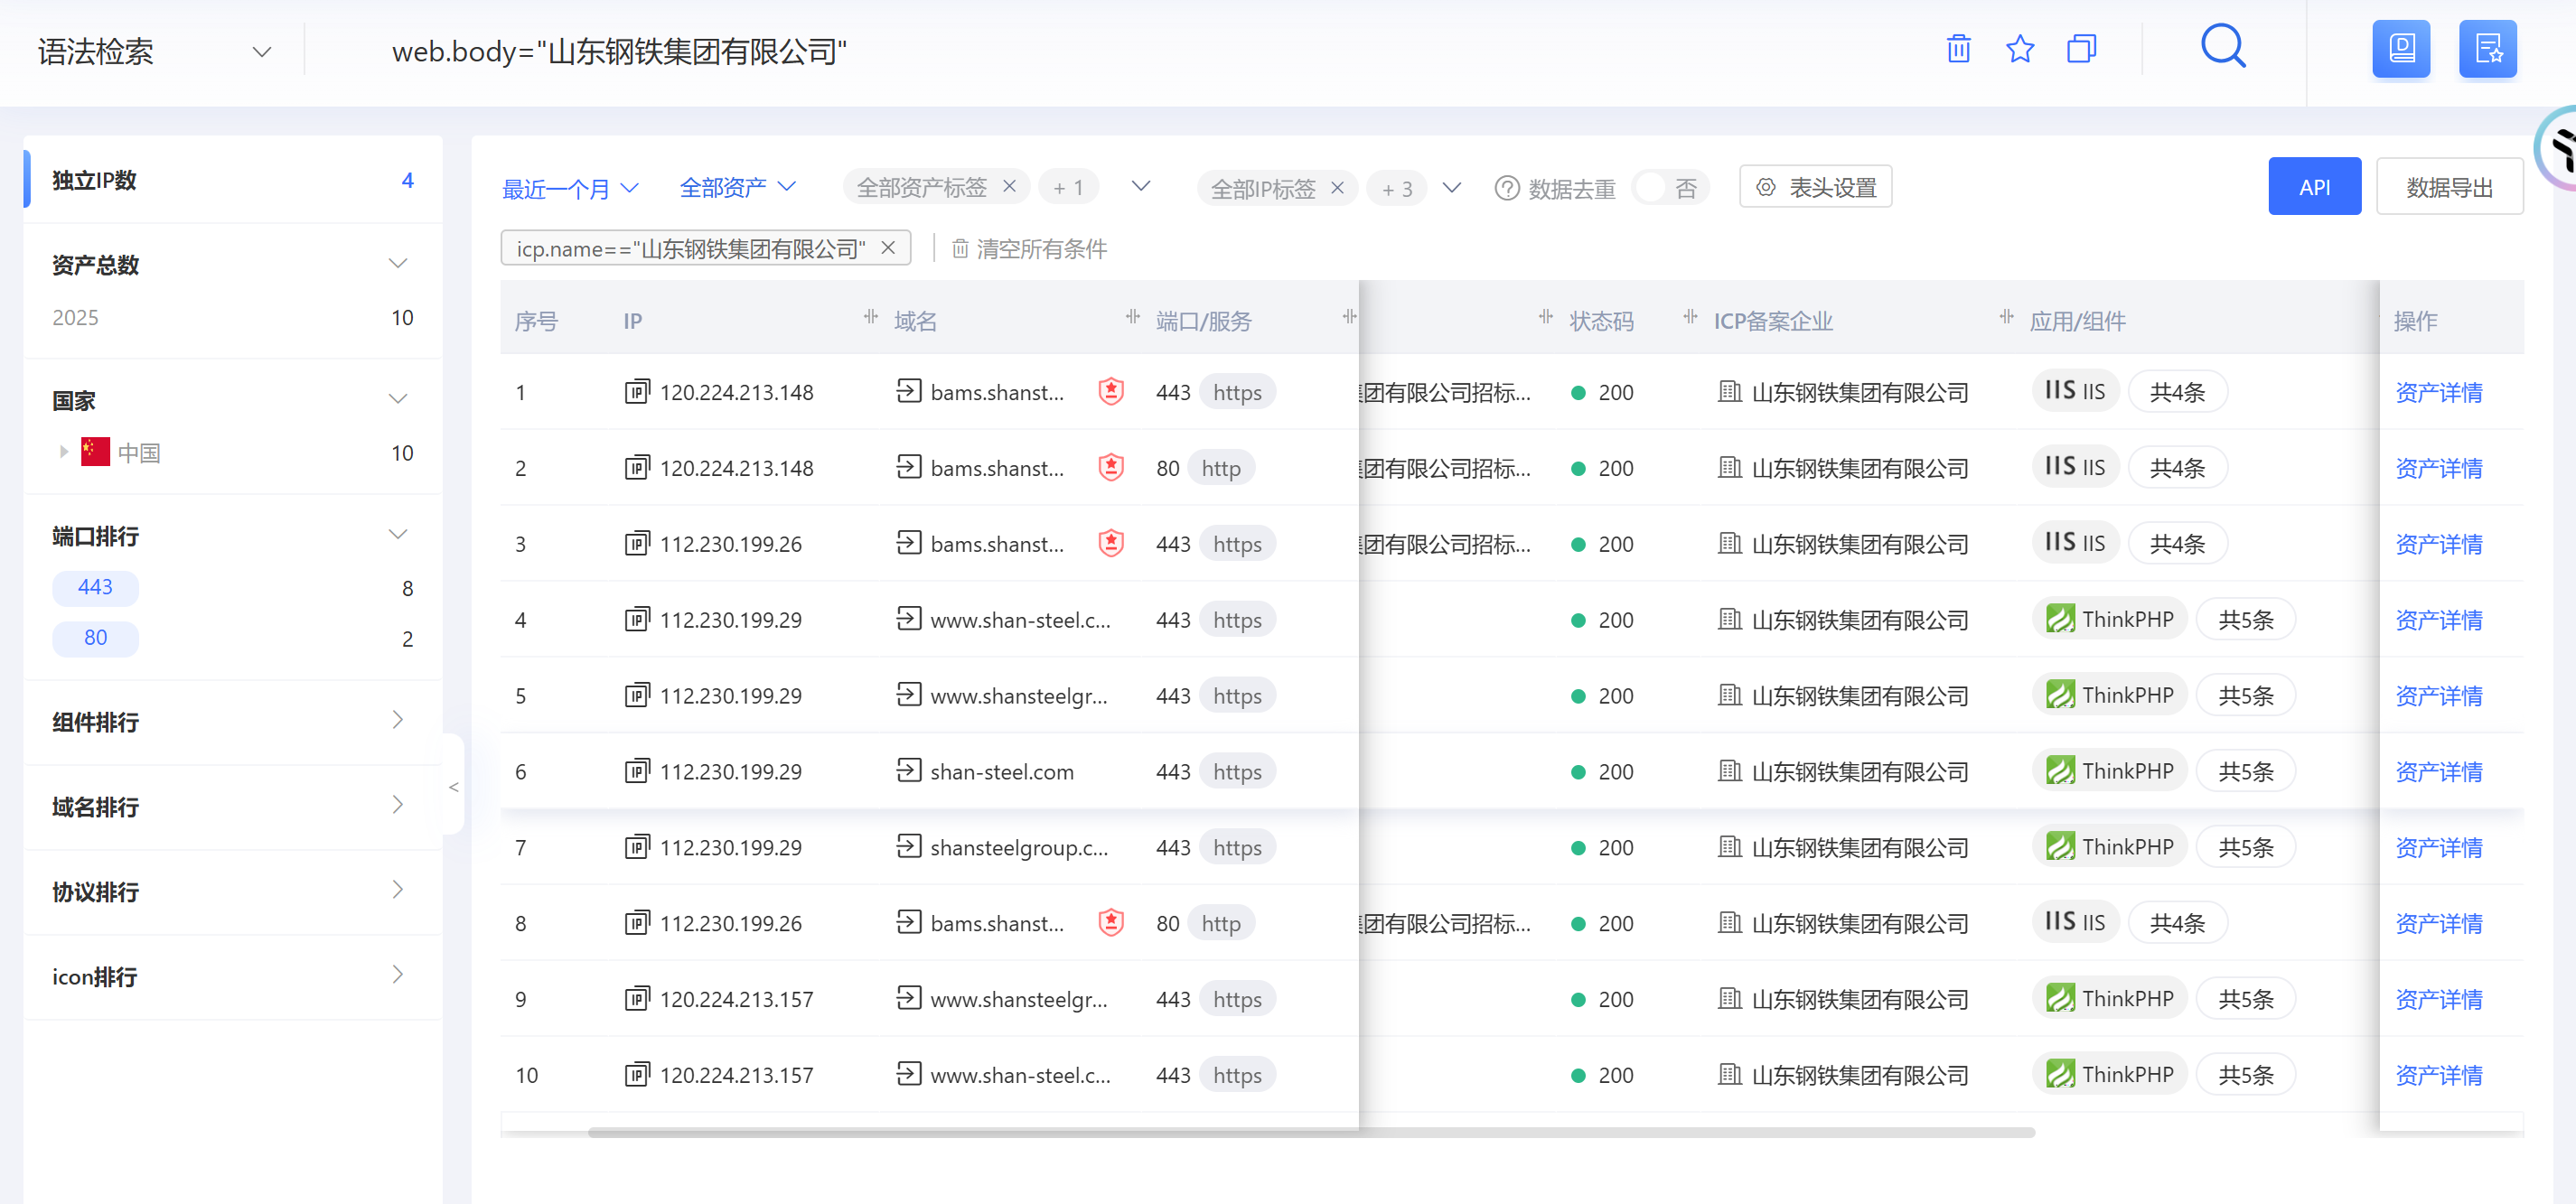 语法检索
web.body="山东钢铁集团有限公司"
独立IP数 4
资产总数
2025 10
国家
中国 10
端口排行
443 8
80 2
组件排行
域名排行
协议排行
icon排行
<
最近一个月 全部资产 全部资产标签 × + 1 全部IP标签 × + 3 数据去重 否 表头设置 API 数据导出
icp.name=="山东钢铁集团有限公司" × 清空所有条件
序号 IP 域名 端口/服务 状态码 ICP备案企业 应用/组件 操作
1 IP 120.224.213.148 bams.shanst... 443 https 集团有限公司招标... 200 山东钢铁集团有限公司 IIS IIS 共4条 资产详情
2 IP 120.224.213.148 bams.shanst... 80 http 集团有限公司招标... 200 山东钢铁集团有限公司 IIS IIS 共4条 资产详情
3 IP 112.230.199.26 bams.shanst... 443 https 集团有限公司招标... 200 山东钢铁集团有限公司 IIS IIS 共4条 资产详情
4 IP 112.230.199.29 www.shan-steel.c... 443 https 200 山东钢铁集团有限公司 ThinkPHP 共5条 资产详情
5 IP 112.230.199.29 www.shansteelgr... 443 https 200 山东钢铁集团有限公司 ThinkPHP 共5条 资产详情
6 IP 112.230.199.29 shan-steel.com 443 https 200 山东钢铁集团有限公司 ThinkPHP 共5条 资产详情
7 IP 112.230.199.29 shansteelgroup.c... 443 https 200 山东钢铁集团有限公司 ThinkPHP 共5条 资产详情
8 IP 112.230.199.26 bams.shanst... 80 http 集团有限公司招标... 200 山东钢铁集团有限公司 IIS IIS 共4条 资产详情
9 IP 120.224.213.157 www.shansteelgr... 443 https 200 山东钢铁集团有限公司 ThinkPHP 共5条 资产详情
10 IP 120.224.213.157 www.shan-steel.c... 443 https 200 山东钢铁集团有限公司 ThinkPHP 共5条 资产详情